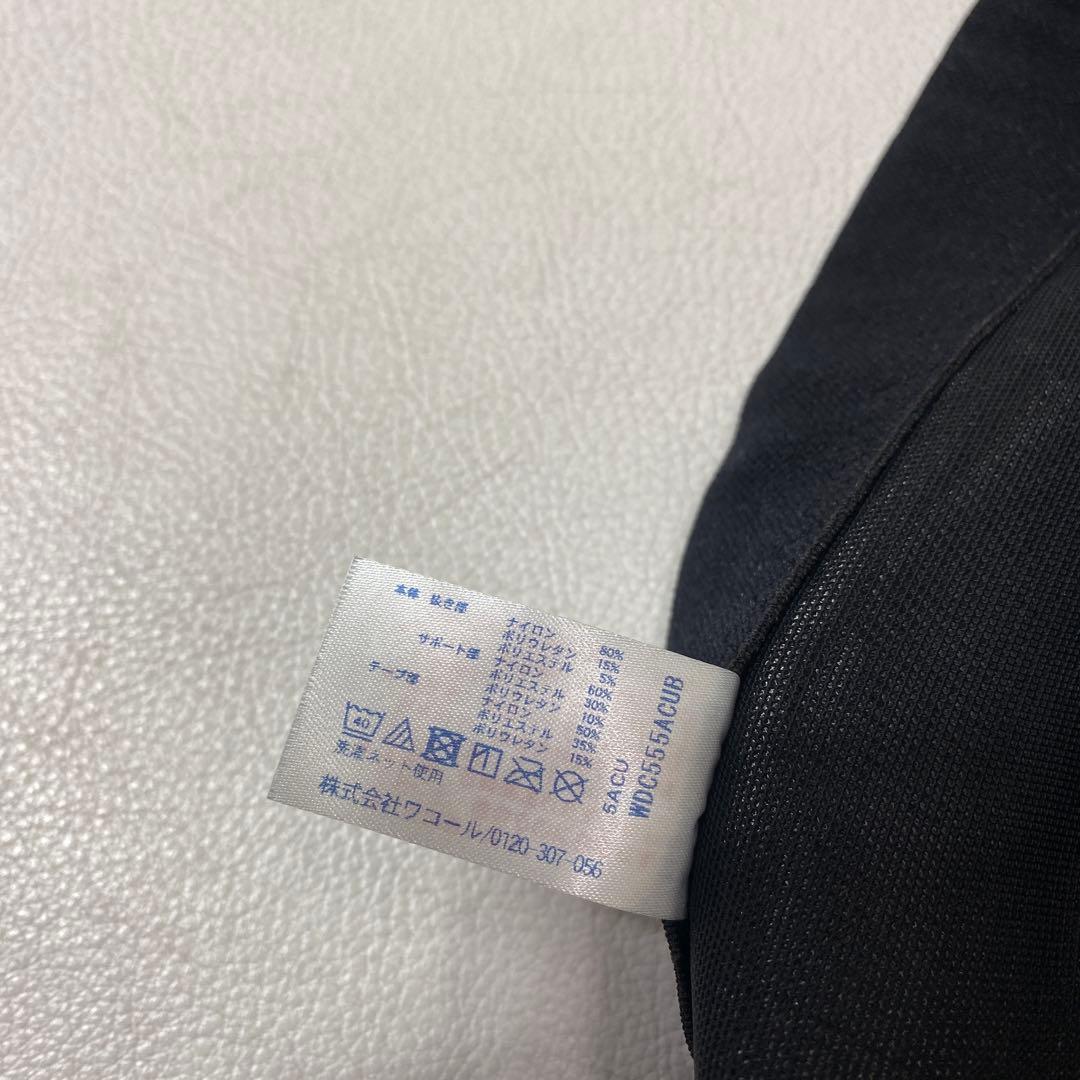 本体 抜き部
ナイロン 80%
ポリウレタン 15%
ポリエステル 5%
サポート部 ナイロン 60%
ポリエステル 30%
ポリウレタン 10%
テープ部 ナイロン 50%
ポリエステル 35%
ポリウレタン 15%
40
洗濯ネット使用
株式会社ワコール/0120-307-056
5ACU
WDC555ACUB